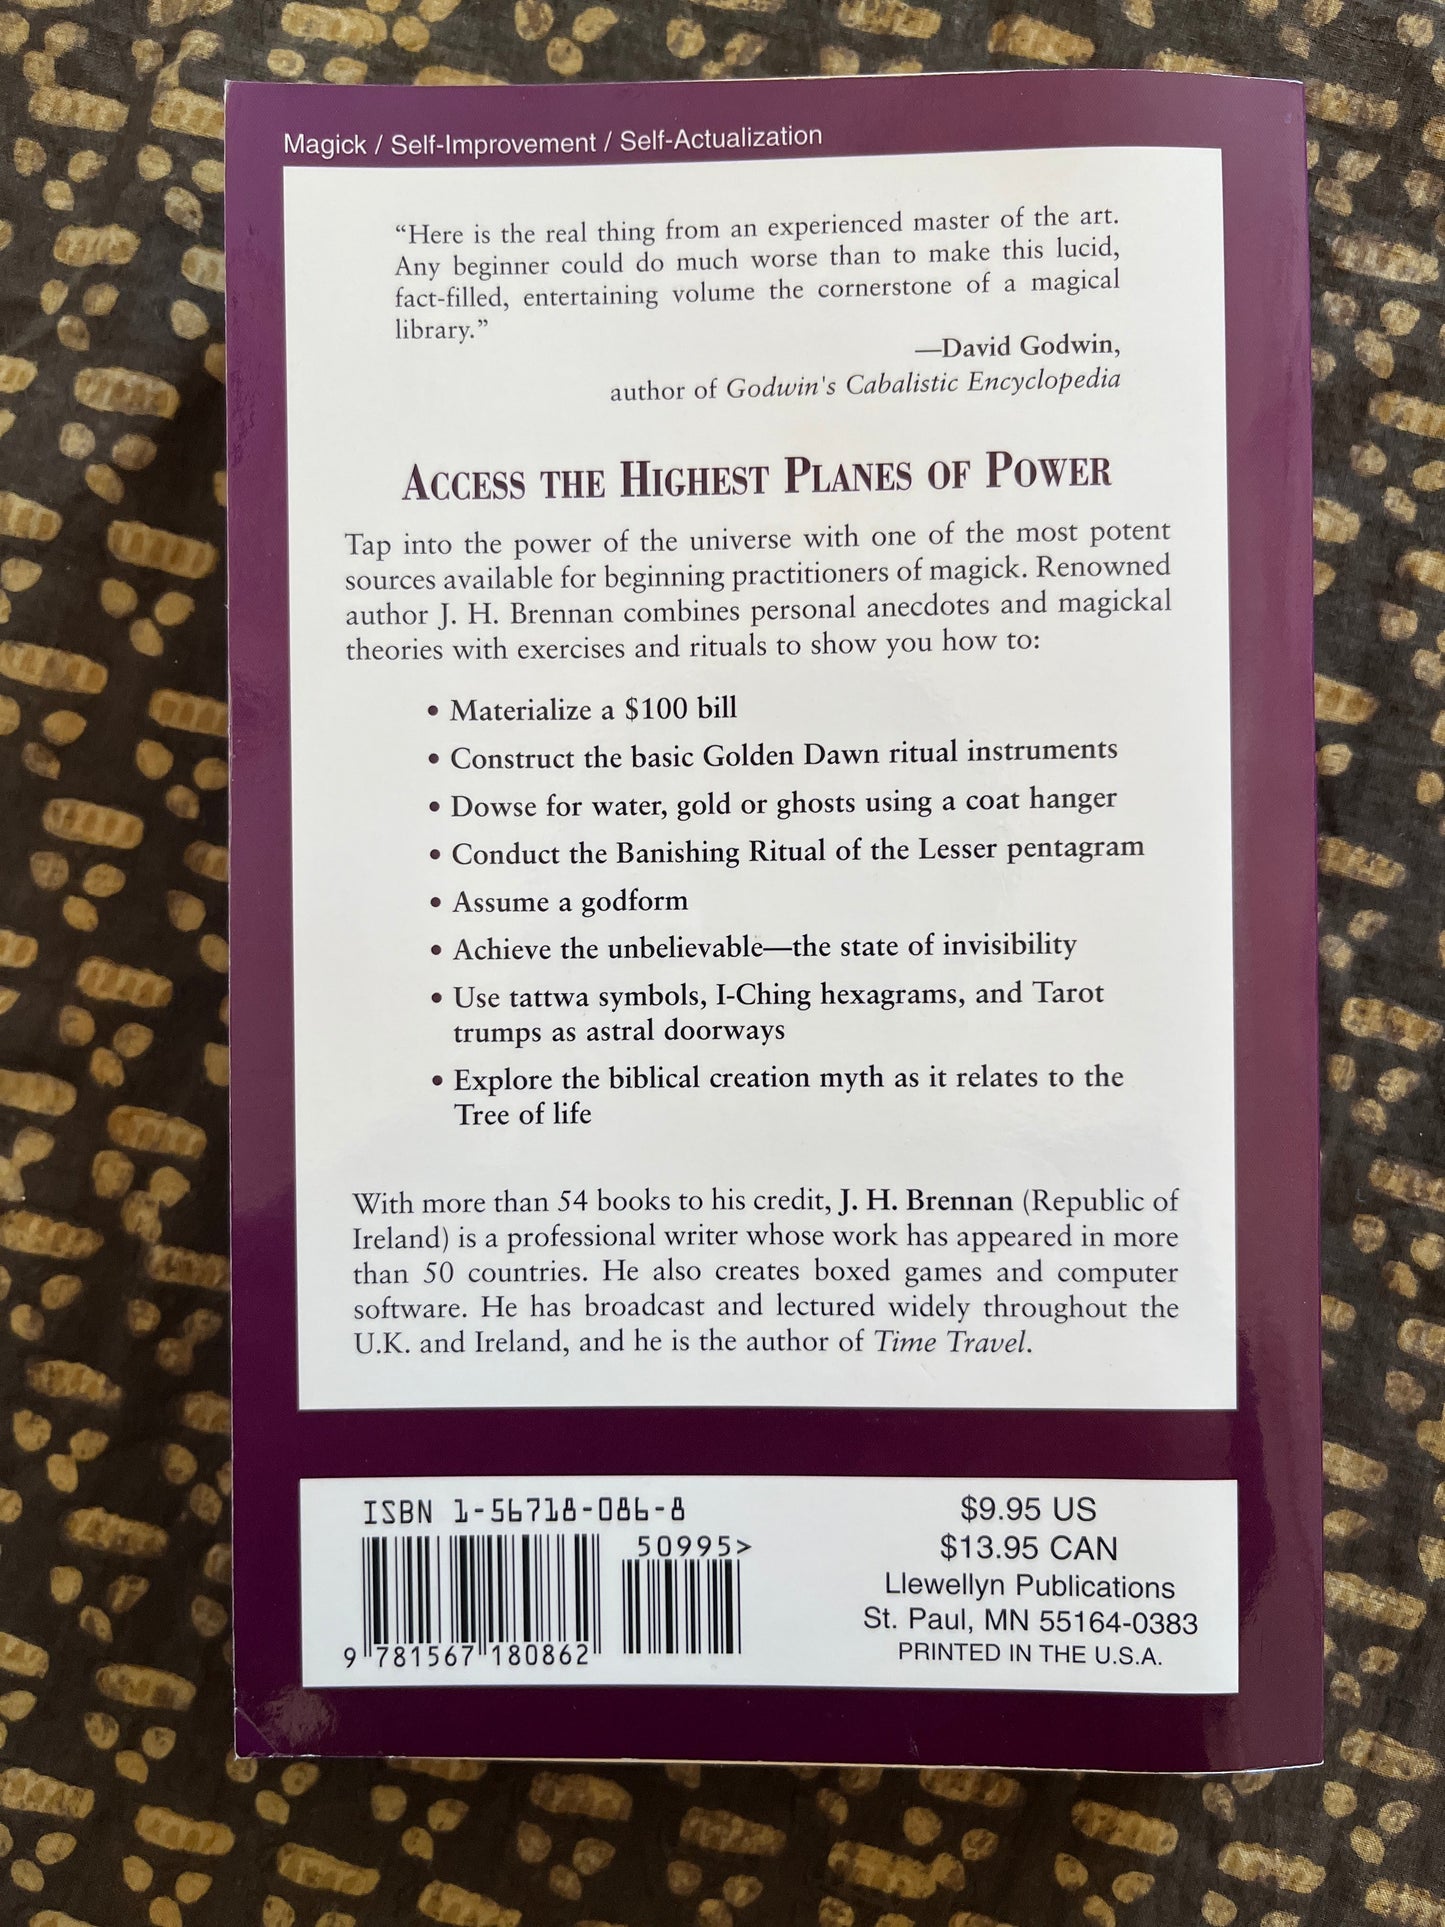 Magick / Self-Improvement / Self-Actualization
“Here is the real thing from an experienced master of the art.
Any beginner could do much worse than to make this lucid,
fact-filled, entertaining volume the cornerstone of a magical
library.”
—David Godwin,
author of Godwin's Cabalistic Encyclopedia
ACCESS THE HIGHEST PLANES OF POWER
Tap into the power of the universe with one of the most potent
sources available for beginning practitioners of magick. Renowned
author J. H. Brennan combines personal anecdotes and magickal
theories with exercises and rituals to show you how to:
• Materialize a $100 bill
• Construct the basic Golden Dawn ritual instruments
• Dowse for water, gold or ghosts using a coat hanger
• Conduct the Banishing Ritual of the Lesser pentagram
• Assume a godform
• Achieve the unbelievable—the state of invisibility
• Use tattwa symbols, I-Ching hexagrams, and Tarot
trumps as astral doorways
• Explore the biblical creation myth as it relates to the
Tree of life
With more than 54 books to his credit, J. H. Brennan (Republic of
Ireland) is a professional writer whose work has appeared in more
than 50 countries. He also creates boxed games and computer
software. He has broadcast and lectured widely throughout the
U.K. and Ireland, and he is the author of Time Travel.
ISBN 1-56718-086-8
50995>
9 781567 180862
$9.95 US
$13.95 CAN
Llewellyn Publications
St. Paul, MN 55164-0383
PRINTED IN THE U.S.A.